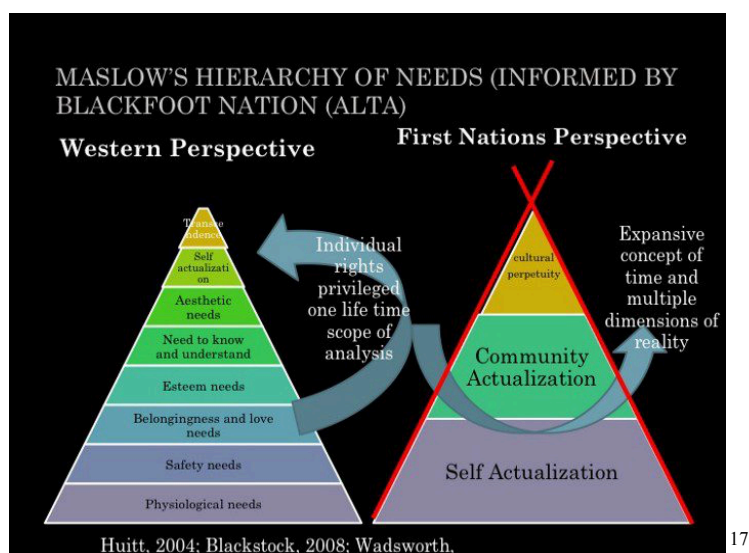 MASLOW'S HIERARCHY OF NEEDS (INFORMED BY
BLACKFOOT NATION (ALTA)
Western Perspective
First Nations Perspective
Transce
ndence
Self
actualizati
on
Aesthetic
needs
Need to know
and understand
Esteem needs
Belongingness and love
needs
Safety needs
Physiological needs
Individual
rights
privileged
one life time
scope of
analysis
cultural
perpetuity
Community
Actualization
Self Actualization
Expansive
concept of
time and
multiple
dimensions of
reality
Huitt, 2004; Blackstock, 2008; Wadsworth,
17